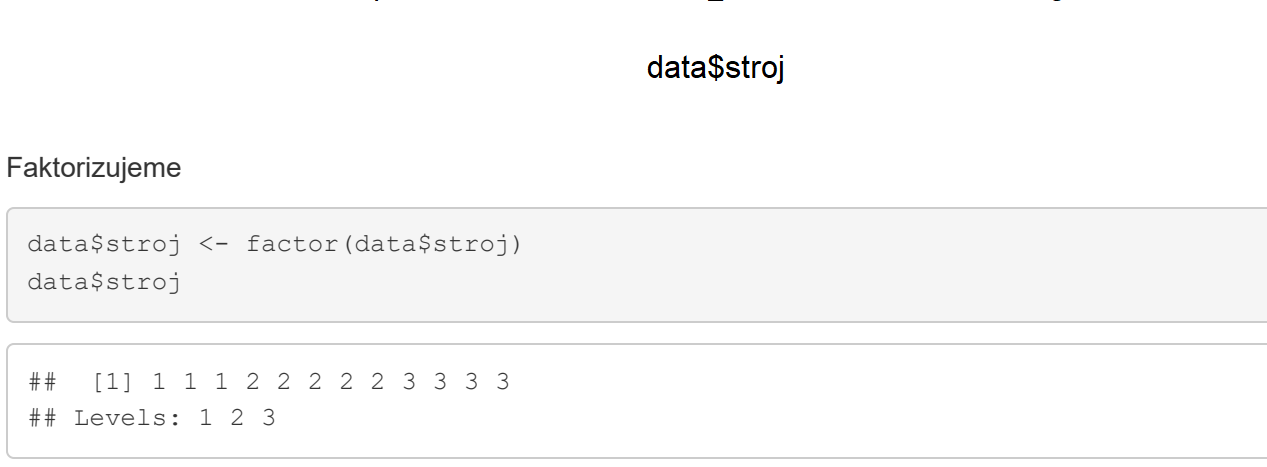 data$stroj
Faktorizujeme
data$stroj <- factor(data$stroj)
data$stroj
##  [1] 1 1 1 2 2 2 2 2 3 3 3 3
## Levels: 1 2 3